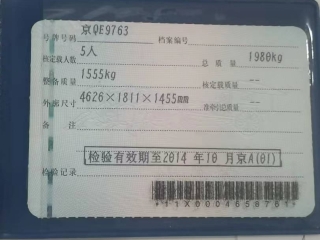 号牌号码 京QE9763 档案编号
核定载人数 5人 总 质 量 1980kg
整备质量 1555kg 核定载质量 --
外廓尺寸 4626×1811×1455mm 准牵引总质量 --
备 注
检验有效期至2014 年10 月京A(01)
检验记录
*11X0004658751*